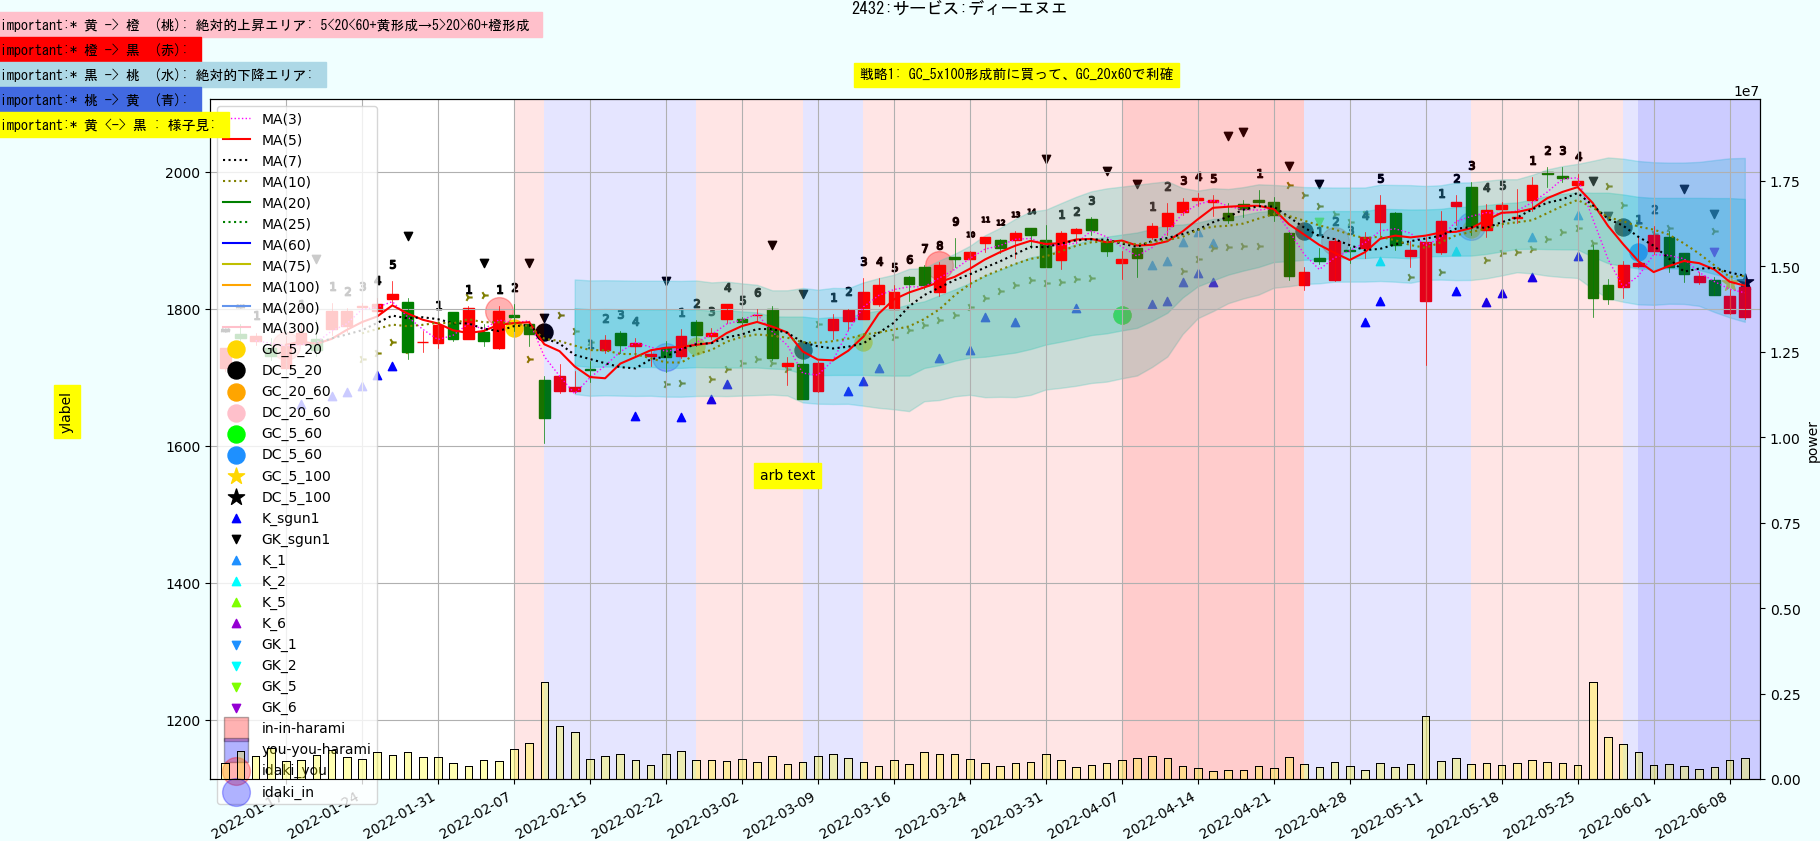 2432:サービス:ディーエヌエ
important:* 黄 -> 橙 （桃）: 絶対的上昇エリア: 5<20<60+黄形成→5>20>60+橙形成
important:* 橙 -> 黒 （赤）:
important:* 黒 -> 桃 （水）: 絶対的下降エリア:
戦略1: GC_5x100形成前に買って、GC_20x60で利確
important:* 桃 -> 黄 （青）:
important:* 黄 <-> 黒 : 様子見:
1e7
MA(3)
MA(5)
MA(7)
MA(10)
MA(20)
MA(25)
MA(60)
MA(75)
MA(100)
MA(200)
MA(300)
GC_5_20
DC_5_20
GC_20_60
DC_20_60
GC_5_60
DC_5_60
GC_5_100
DC_5_100
K_sgun1
GK_sgun1
K_1
K_2
K_5
K_6
GK_1
GK_2
GK_5
GK_6
in-in-harami
you-you-harami
idaki_you
idaki_in
2000
1800
1600
1400
1200
ylabel
arb text
1.75
1.50
1.25
1.00
0.75
0.50
0.25
0.00
power
2022-01-24
2022-01-31
2022-02-07
2022-02-15
2022-02-22
2022-03-02
2022-03-09
2022-03-16
2022-03-24
2022-03-31
2022-04-07
2022-04-14
2022-04-21
2022-04-28
2022-05-11
2022-05-18
2022-05-25
2022-06-01
2022-06-08